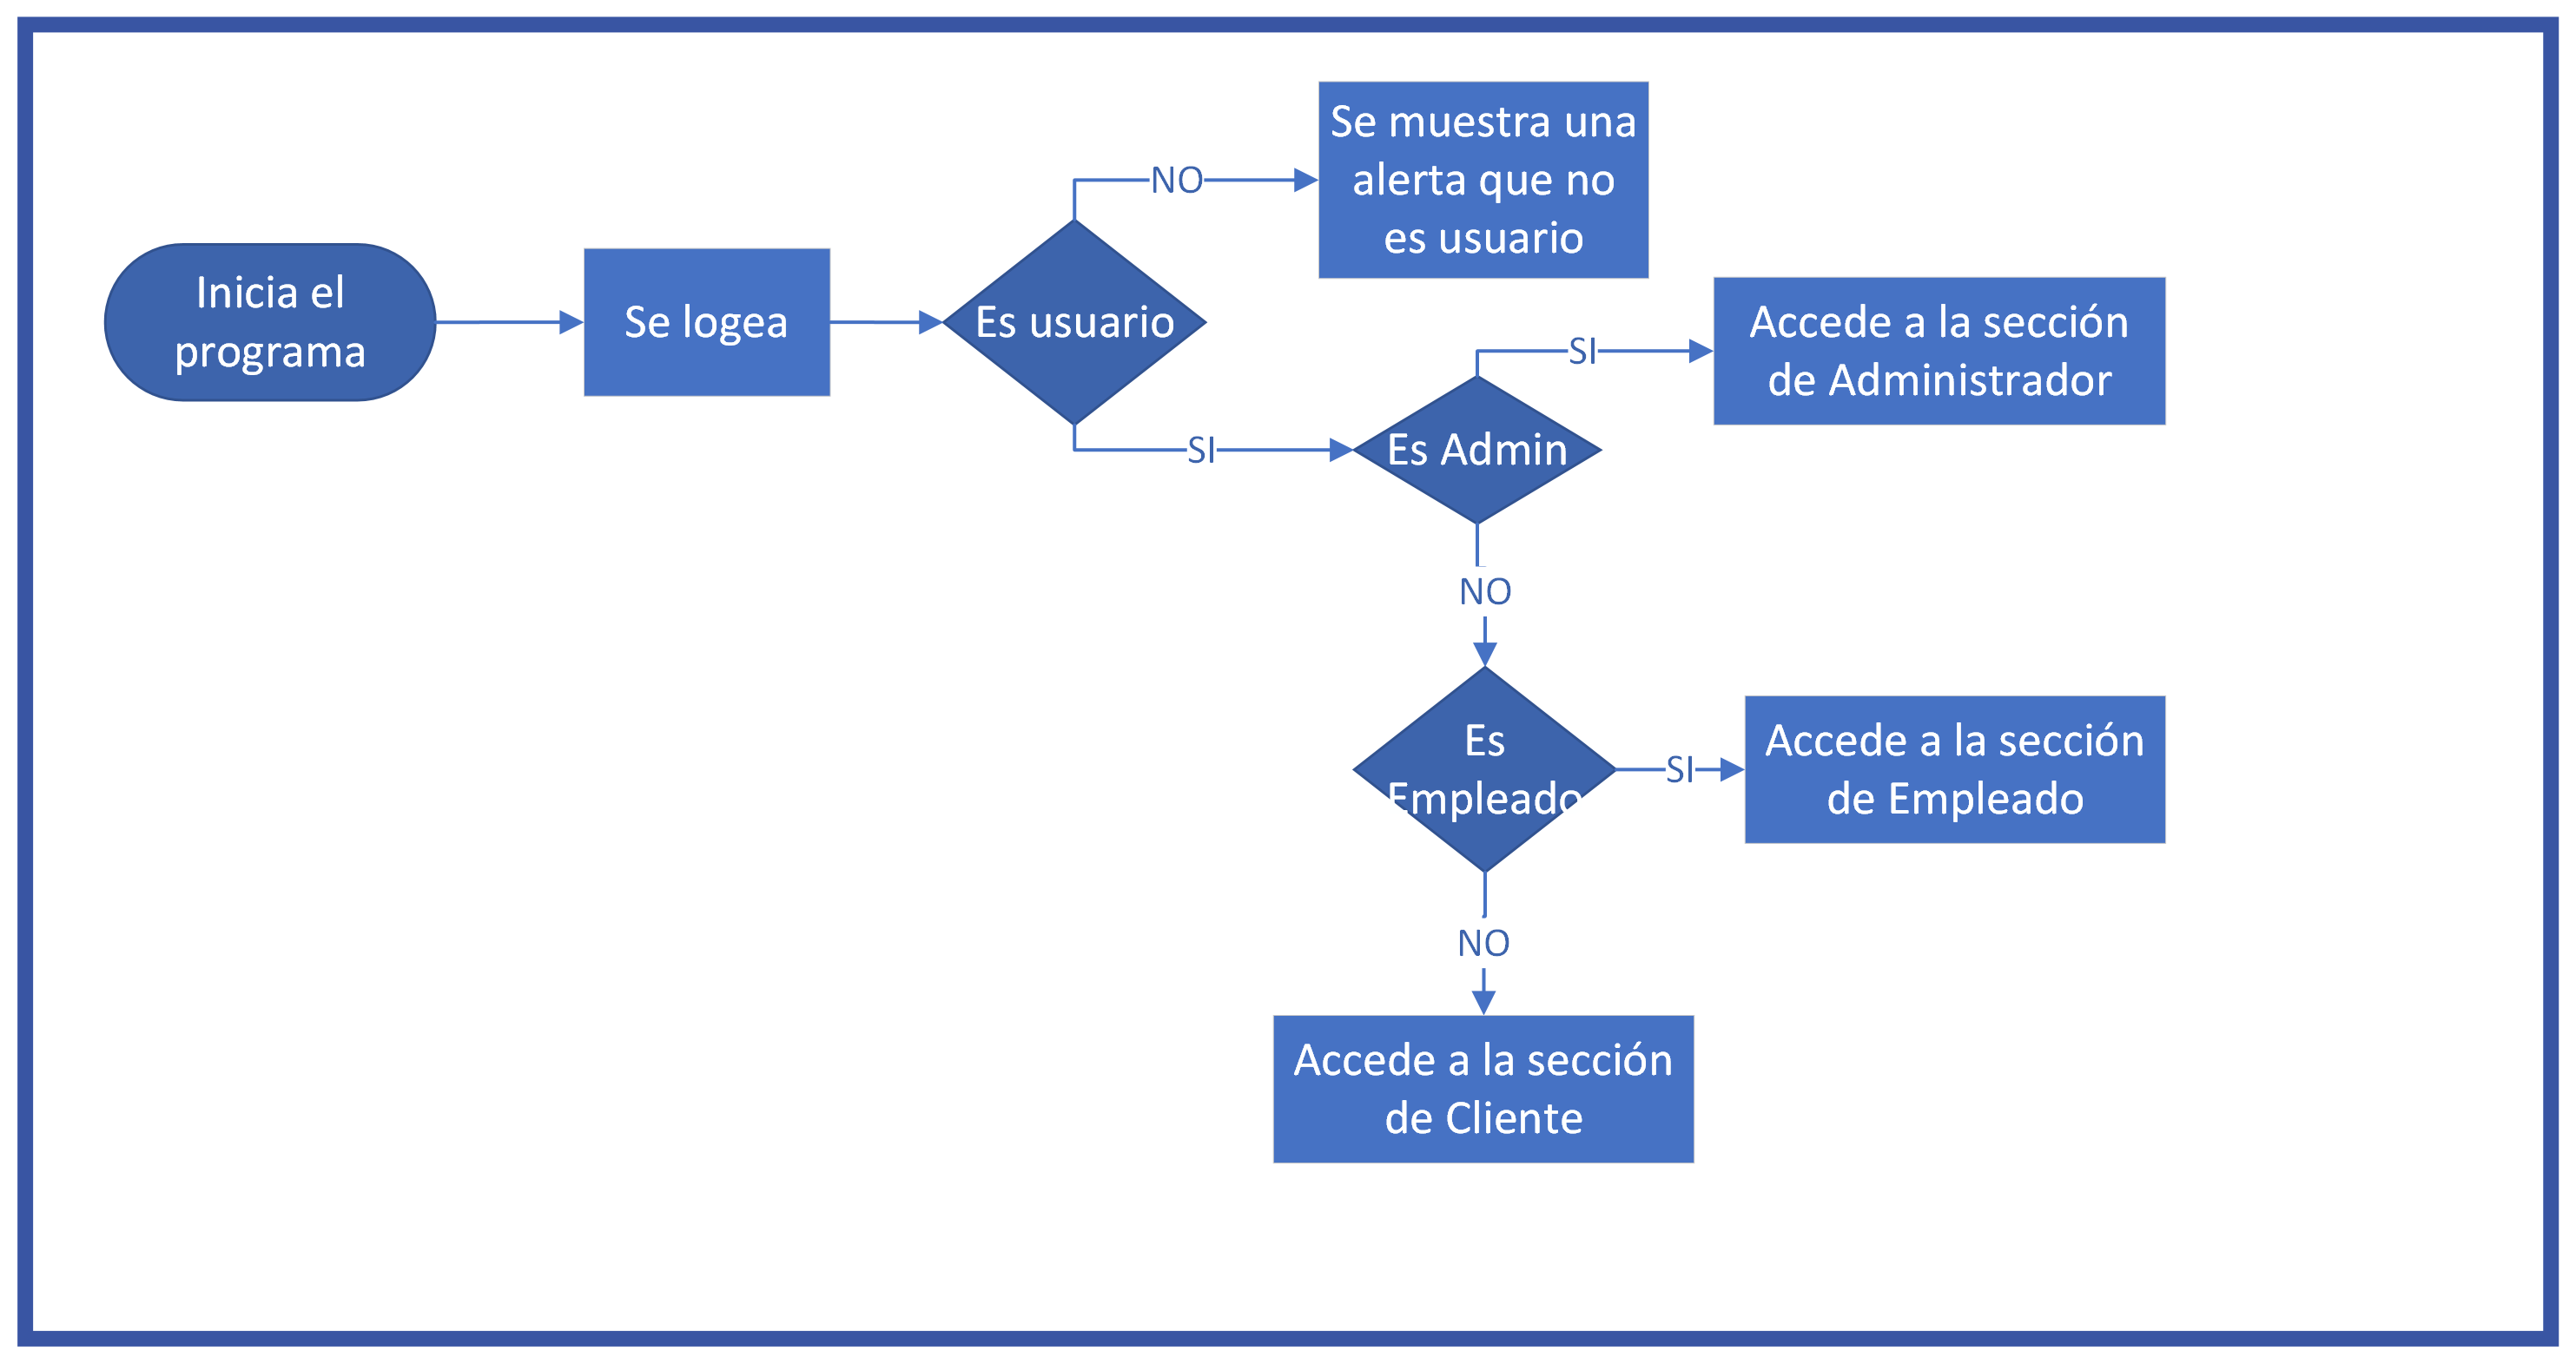 Inicia el
programa
Se logea
Es usuario
NO
Se muestra una
alerta que no
es usuario
SI
Es Admin
SI
Accede a la sección
de Administrador
NO
Es
Empleado
SI
Accede a la sección
de Empleado
NO
Accede a la sección
de Cliente